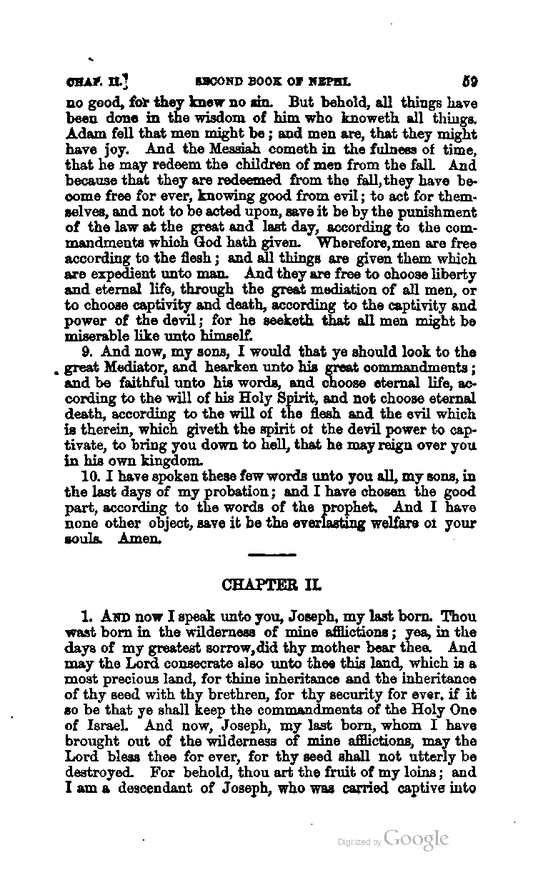 CHAP. II.] SECOND BOOK OF NEPHI. 59
no good, for they knew no sin. But behold, all things have
been done in the wisdom of him who knoweth all things.
Adam fell that men might be; and men are, that they might
have joy. And the Messiah cometh in the fulness of time,
that he may redeem the children of men from the fall. And
because that they are redeemed from the fall, they have be-
come free for ever, knowing good from evil; to act for them-
selves, and not to be acted upon, save it be by the punishment
of the law at the great and last day, according to the com-
mandments which God hath given. Wherefore, men are free
according to the flesh; and all things are given them which
are expedient unto man. And they are free to choose liberty
and eternal life, through the great mediation of all men, or
to choose captivity and death, according to the captivity and
power of the devil; for he seeketh that all men might be
miserable like unto himself.
9. And now, my sons, I would that ye should look to the
great Mediator, and hearken unto his great commandments;
and be faithful unto his words, and choose eternal life, ac-
cording to the will of his Holy Spirit, and not choose eternal
death, according to the will of the flesh and the evil which
is therein, which giveth the spirit of the devil power to cap-
tivate, to bring you down to hell, that he may reign over you
in his own kingdom.
10. I have spoken these few words unto you all, my sons, in
the last days of my probation; and I have chosen the good
part, according to the words of the prophet. And I have
none other object, save it be the everlasting welfare of your
souls. Amen.
CHAPTER II.
1. AND now I speak unto you, Joseph, my last born. Thou
wast born in the wilderness of mine afflictions; yea, in the
days of my greatest sorrow, did thy mother bear thee. And
may the Lord consecrate also unto thee this land, which is a
most precious land, for thine inheritance and the inheritance
of thy seed with thy brethren, for thy security for ever, if it
so be that ye shall keep the commandments of the Holy One
of Israel. And now, Joseph, my last born, whom I have
brought out of the wilderness of mine afflictions, may the
Lord bless thee for ever, for thy seed shall not utterly be
destroyed. For behold, thou art the fruit of my loins; and
I am a descendant of Joseph, who was carried captive into
Digitized by Google